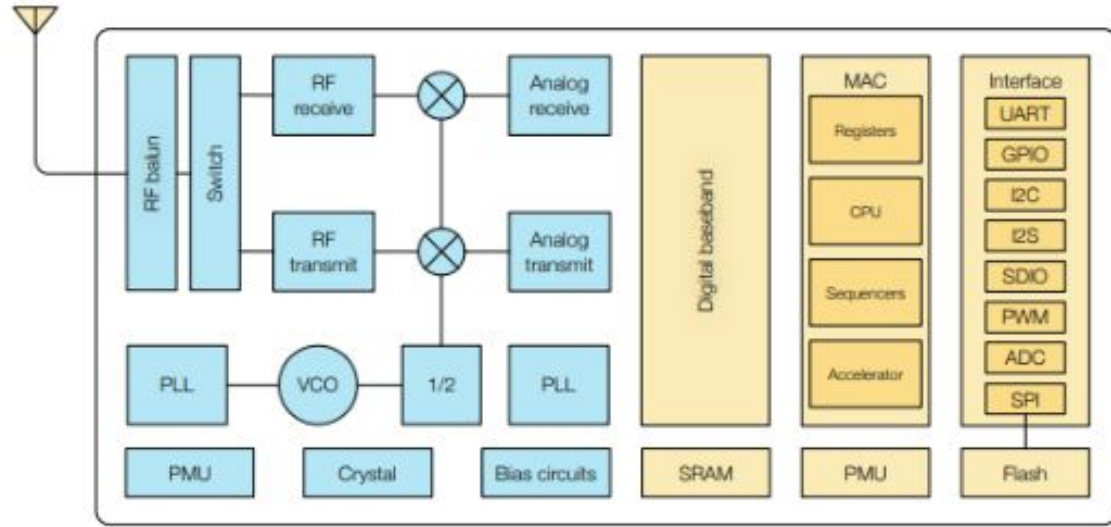 RF balun
Switch
RF
receive
Analog
receive
RF
transmit
Analog
transmit
PLL
VCO
1/2
PLL
PMU
Crystal
Bias circuits
Digital baseband
SRAM
MAC
Registers
CPU
Sequencers
Accelerator
PMU
Interface
UART
GPIO
I2C
I2S
SDIO
PWM
ADC
SPI
Flash